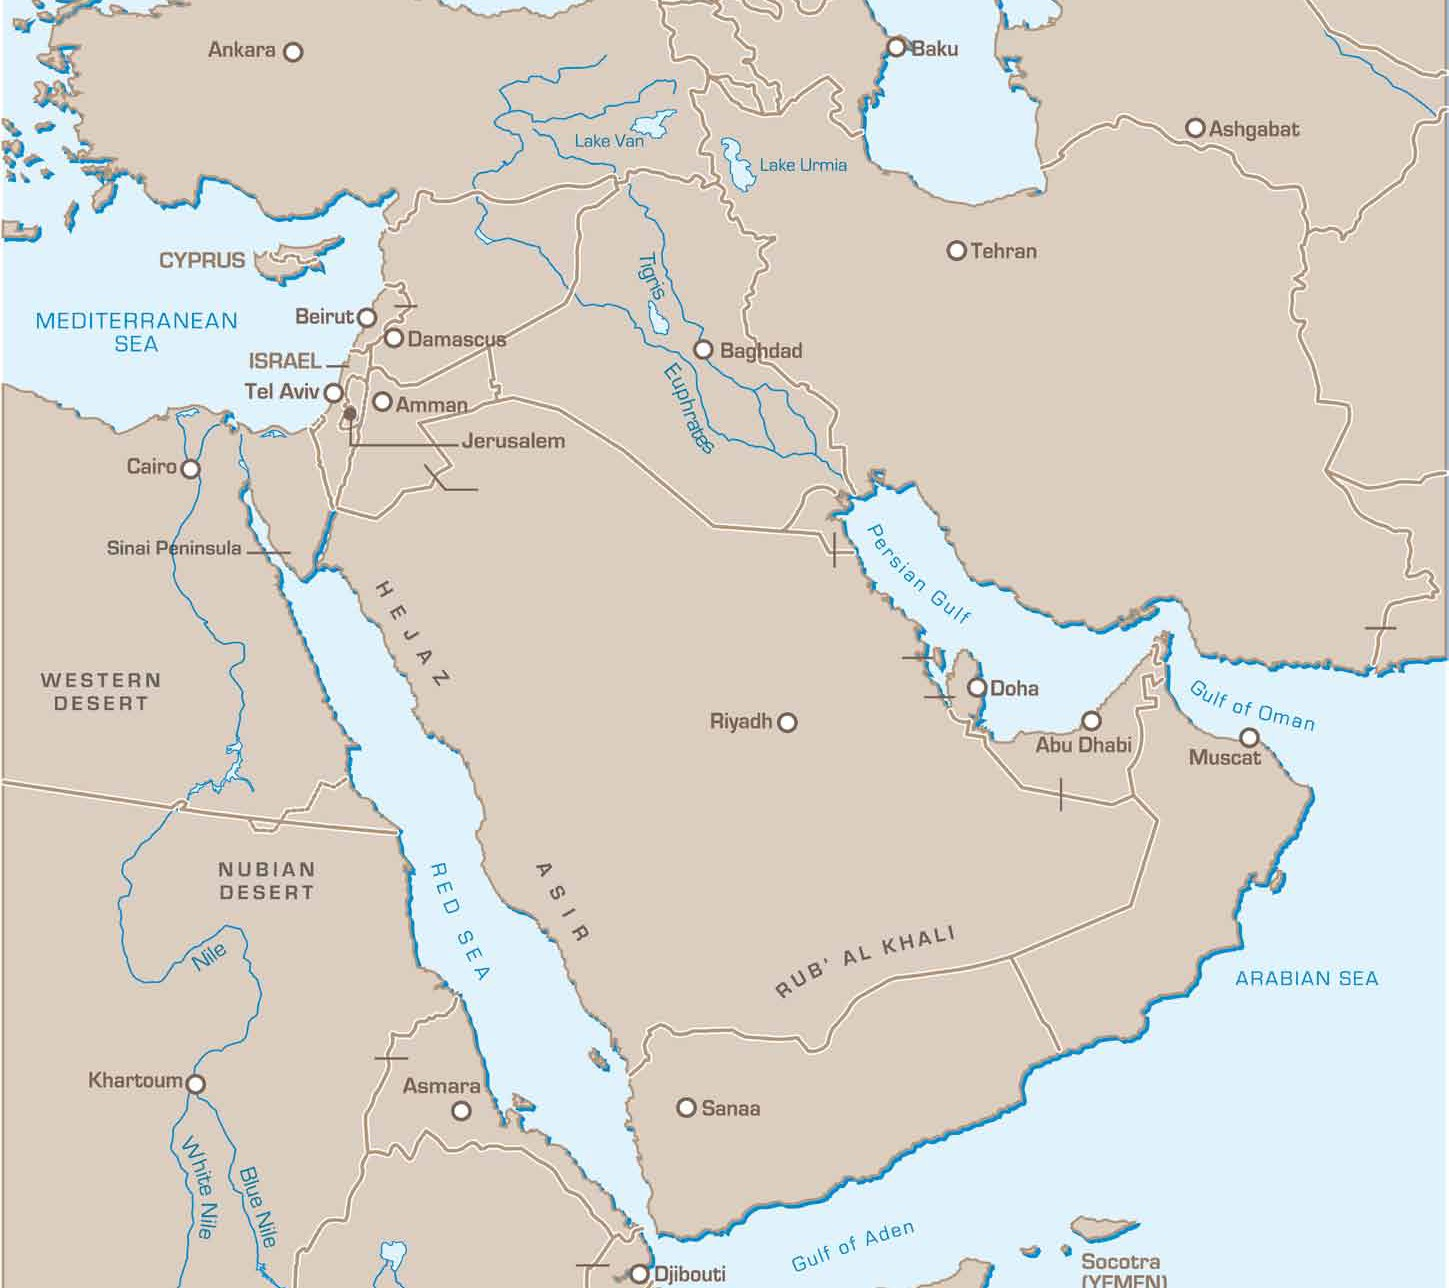 Ankara
Baku
Ashgabat
Lake Van
Lake Urmia
CYPRUS
Tehran
Tigris
MEDITERRANEAN
SEA
Beirut
Damascus
Baghdad
ISRAEL
Tel Aviv
Amman
Euphrates
Jerusalem
Cairo
Sinai Peninsula
Persian Gulf
HEJAZ
WESTERN
DESERT
Doha
Riyadh
Gulf of Oman
Abu Dhabi
Muscat
NUBIAN
DESERT
RED SEA
ASIR
RUB' AL KHALI
Nile
ARABIAN SEA
Khartoum
Asmara
Sanaa
White Nile
Blue Nile
Gulf of Aden
Djibouti
Socotra
(YEMEN)